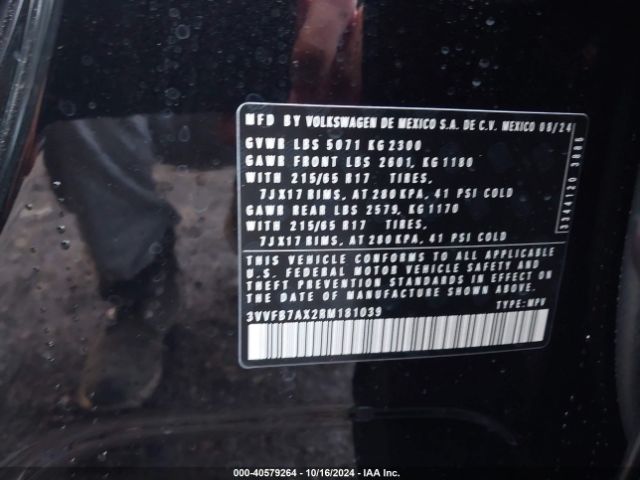 MFD BY VOLKSWAGEN DE MEXICO S.A. DE C.V. MEXICO 08/24
GVWR LBS 5071 KG 2300
GAWR FRONT LBS 2601, KG 1180
WITH 215/65 R17 TIRES,
7JX17 RIMS, AT 280 KPA, 41 PSI COLD
GAWR REAR LBS 2579, KG 1170
WITH 215/65 R17 TIRES,
7JX17 RIMS, AT 280 KPA, 41 PSI COLD
THIS VEHICLE CONFORMS TO ALL APPLICABLE
U.S. FEDERAL MOTOR VEHICLE SAFETY AND
THEFT PREVENTION STANDARDS IN EFFECT ON
THE DATE OF MANUFACTURE SHOWN ABOVE.
3VVFB7AX2RM181039 TYPE: MPV
3344120
000-40579264 - 10/16/2024 - IAA Inc.